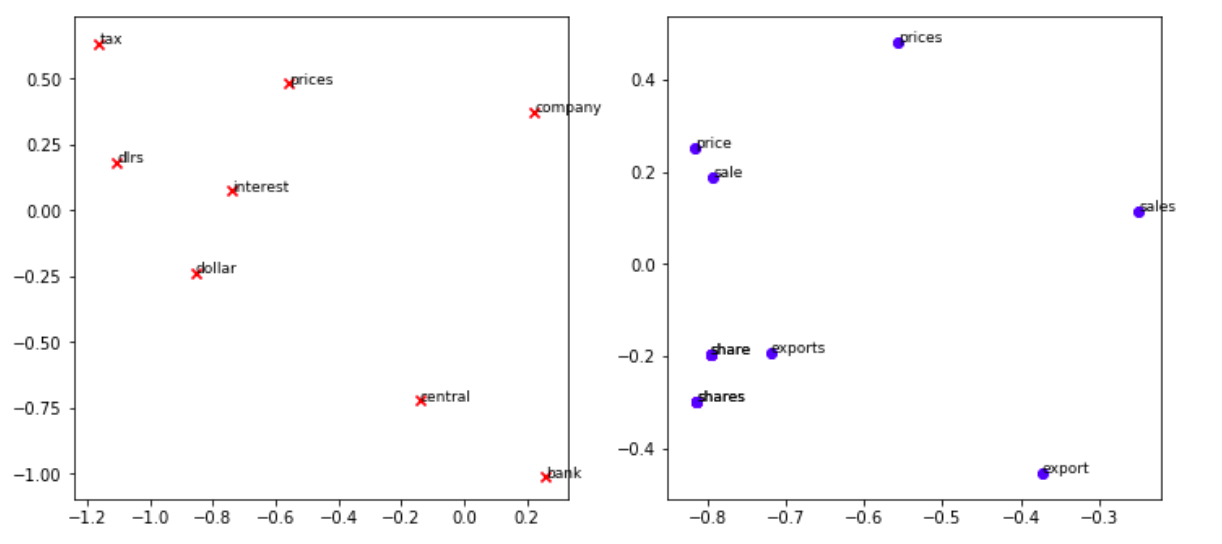 tax
0.50
prices
company
0.25
dlrs
interest
0.00
dollar
−0.25
−0.50
central
−0.75
bank
−1.00
−1.2 −1.0 −0.8 −0.6 −0.4 −0.2 0.0 0.2
prices
0.4
price
0.2
sale
sales
0.0
share
exports
−0.2
shares
−0.4
export
−0.8 −0.7 −0.6 −0.5 −0.4 −0.3